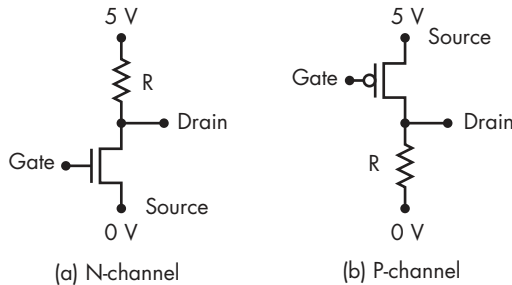 5 V
R
Drain
Gate
Source
0 V
(a) N-channel
5 V
Source
Gate
Drain
R
0 V
(b) P-channel